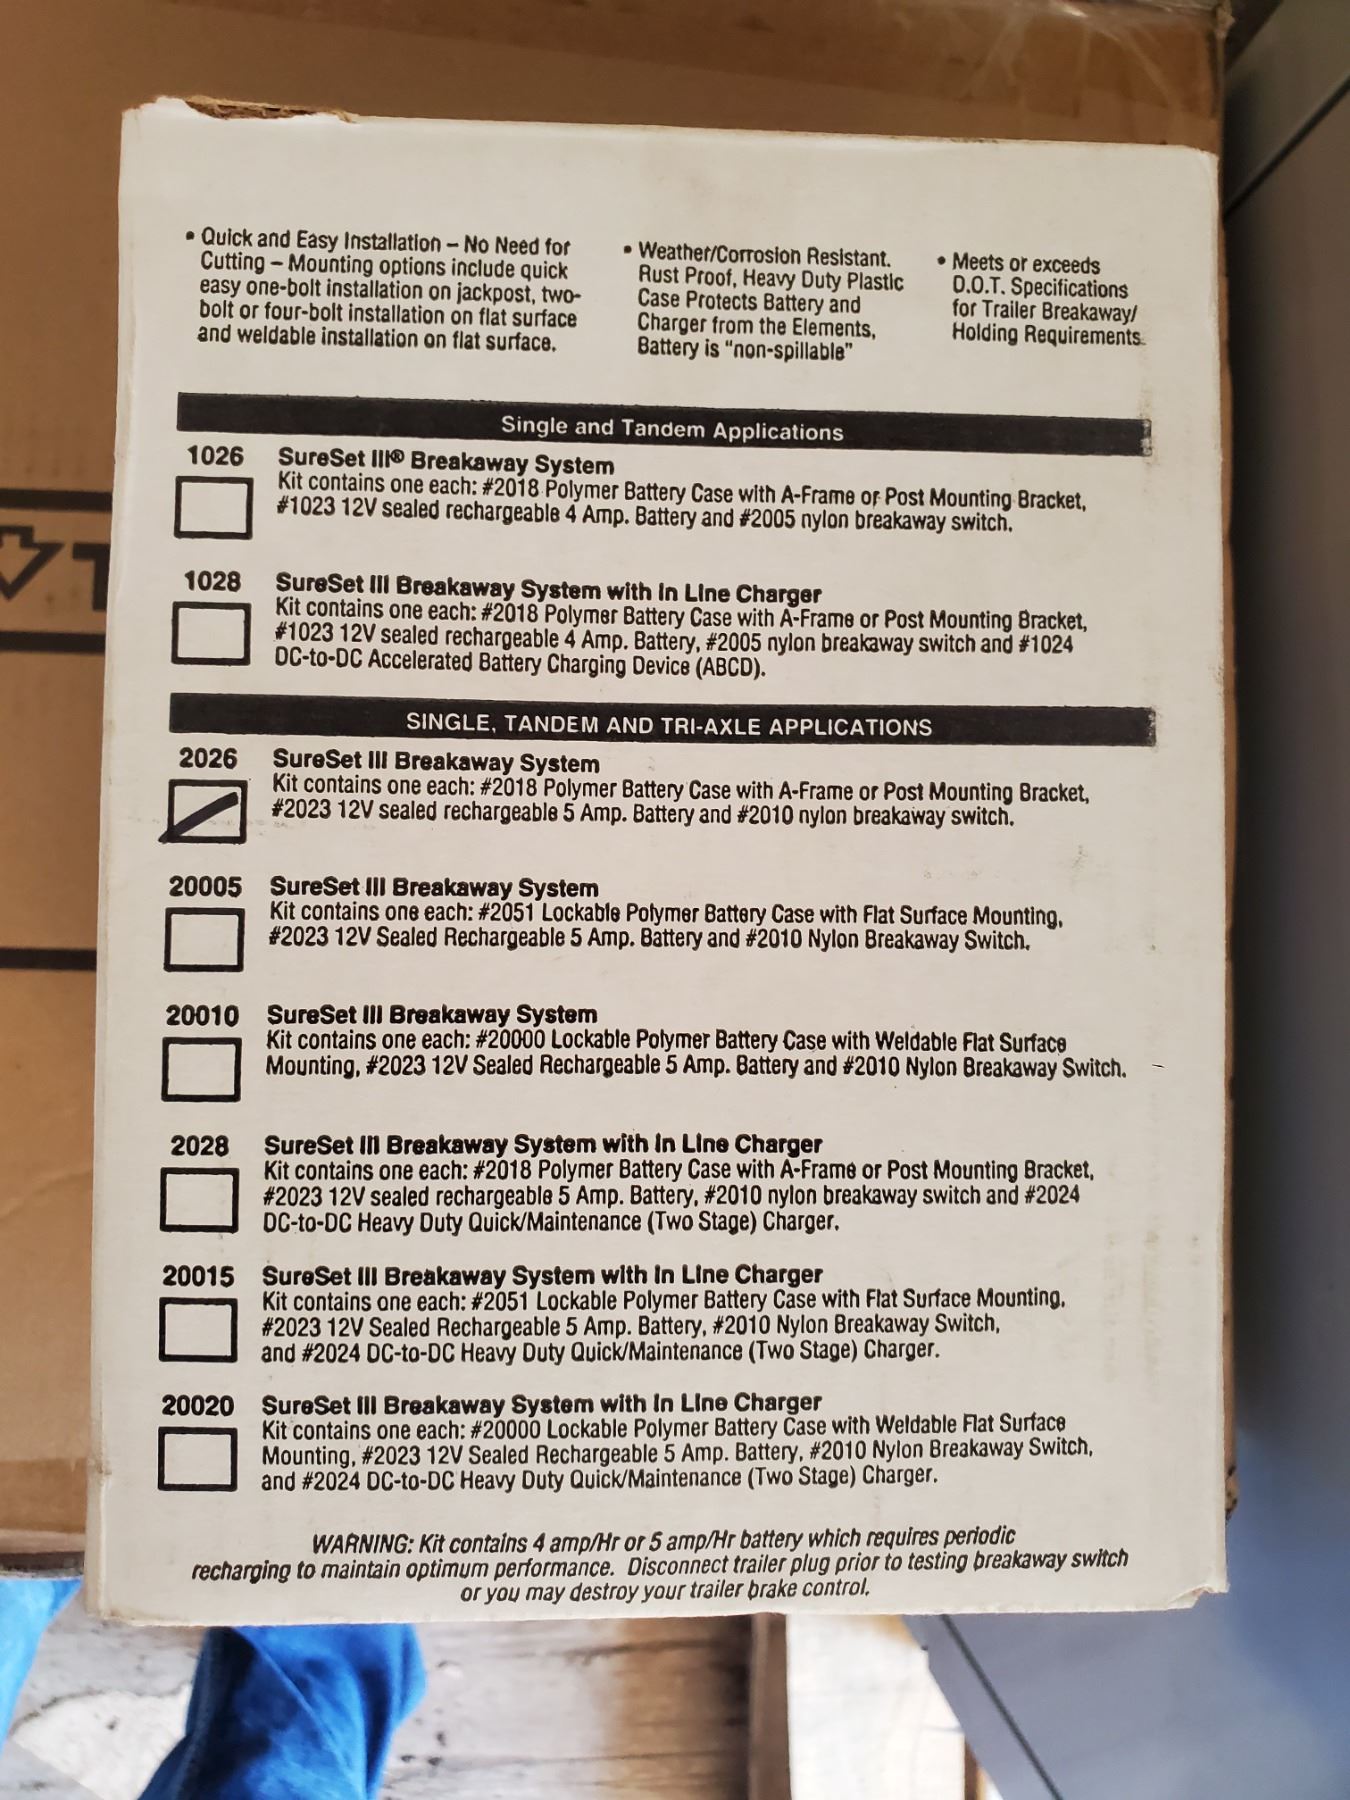 • Quick and Easy Installation – No Need for
Cutting – Mounting options include quick
easy one-bolt installation on jackpost, two-
bolt or four-bolt installation on flat surface
and weldable installation on flat surface.
• Weather/Corrosion Resistant.
Rust Proof, Heavy Duty Plastic
Case Protects Battery and
Charger from the Elements,
Battery is "non-spillable"
• Meets or exceeds
D.O.T. Specifications
for Trailer Breakaway/
Holding Requirements.
Single and Tandem Applications
1026 SureSet III® Breakaway System
Kit contains one each: #2018 Polymer Battery Case with A-Frame or Post Mounting Bracket,
#1023 12V sealed rechargeable 4 Amp. Battery and #2005 nylon breakaway switch.
1028 SureSet III Breakaway System with In Line Charger
Kit contains one each: #2018 Polymer Battery Case with A-Frame or Post Mounting Bracket,
#1023 12V sealed rechargeable 4 Amp. Battery, #2005 nylon breakaway switch and #1024
DC-to-DC Accelerated Battery Charging Device (ABCD).
SINGLE, TANDEM AND TRI-AXLE APPLICATIONS
2026 SureSet III Breakaway System
Kit contains one each: #2018 Polymer Battery Case with A-Frame or Post Mounting Bracket,
#2023 12V sealed rechargeable 5 Amp. Battery and #2010 nylon breakaway switch.
20005 SureSet III Breakaway System
Kit contains one each: #2051 Lockable Polymer Battery Case with Flat Surface Mounting,
#2023 12V Sealed Rechargeable 5 Amp. Battery and #2010 Nylon Breakaway Switch.
20010 SureSet III Breakaway System
Kit contains one each: #20000 Lockable Polymer Battery Case with Weldable Flat Surface
Mounting, #2023 12V Sealed Rechargeable 5 Amp. Battery and #2010 Nylon Breakaway Switch.
2028 SureSet III Breakaway System with In Line Charger
Kit contains one each: #2018 Polymer Battery Case with A-Frame or Post Mounting Bracket,
#2023 12V sealed rechargeable 5 Amp. Battery, #2010 nylon breakaway switch and #2024
DC-to-DC Heavy Duty Quick/Maintenance (Two Stage) Charger.
20015 SureSet III Breakaway System with In Line Charger
Kit contains one each: #2051 Lockable Polymer Battery Case with Flat Surface Mounting,
#2023 12V Sealed Rechargeable 5 Amp. Battery, #2010 Nylon Breakaway Switch,
and #2024 DC-to-DC Heavy Duty Quick/Maintenance (Two Stage) Charger.
20020 SureSet III Breakaway System with In Line Charger
Kit contains one each: #20000 Lockable Polymer Battery Case with Weldable Flat Surface
Mounting, #2023 12V Sealed Rechargeable 5 Amp. Battery, #2010 Nylon Breakaway Switch,
and #2024 DC-to-DC Heavy Duty Quick/Maintenance (Two Stage) Charger.
WARNING: Kit contains 4 amp/Hr or 5 amp/Hr battery which requires periodic
recharging to maintain optimum performance. Disconnect trailer plug prior to testing breakaway switch
or you may destroy your trailer brake control.